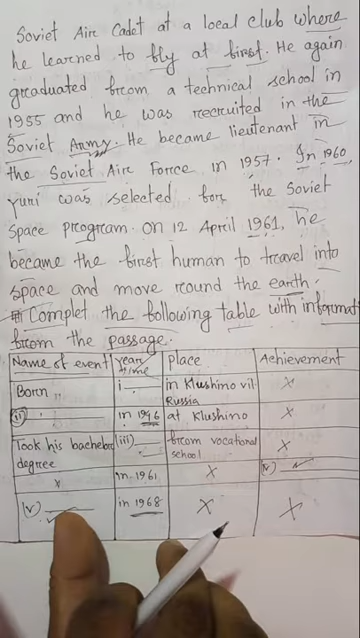 Soviet Air Cadet at a local club where
he learned to fly at first. He again
graduated from a technical school in
1955 and he was recruited in the
Soviet Army. He became lieutenant in
the Soviet Air Force in 1957. In 1960,
Yuri was selected for the Soviet
Space program. on 12 April 1961, he
became the first human to travel into
space and move round the earth.
Complet the following table with informat
from the passage.
Name of event year/time Place Achievement
Born i in Klushino vil Russia X
ii) in 1946 at Klushino X
Took his bachelor degree iii) from vocational school X
X in 1961 X iv)
(v) in 1968 X X